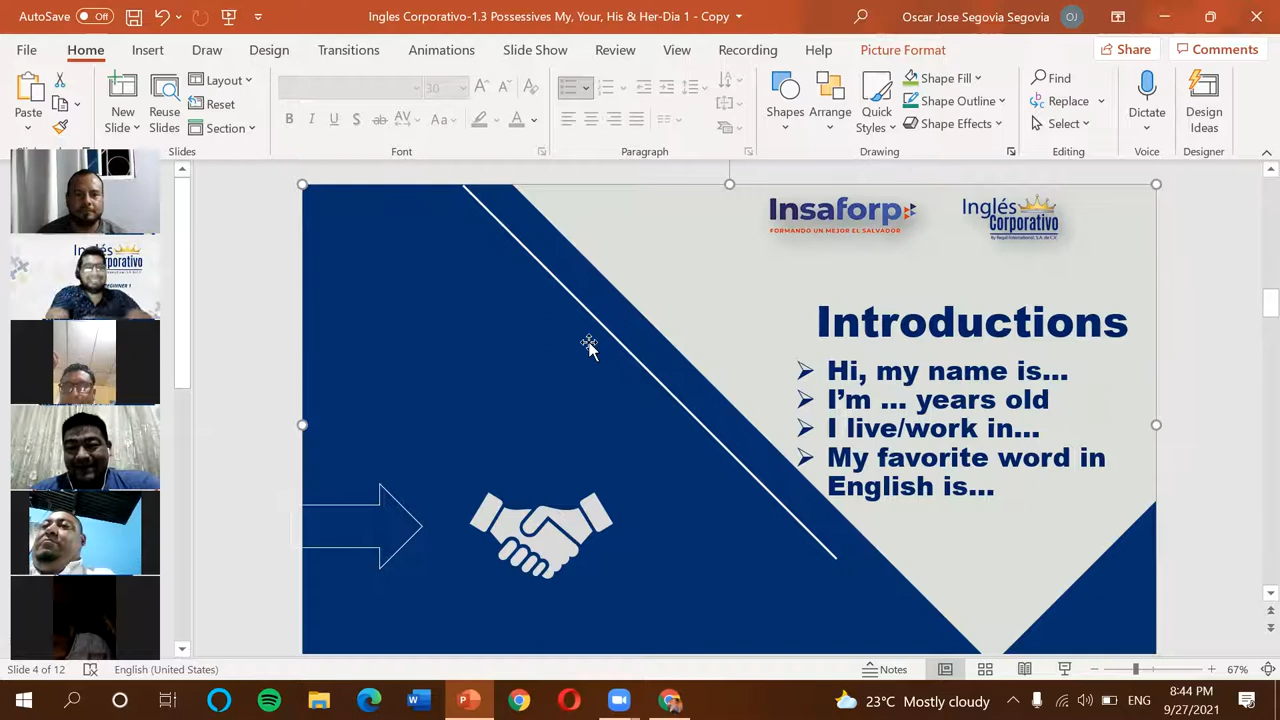 AutoSave Off
Ingles Corporativo-1.3 Possessives My, Your, His & Her-Dia 1 - Copy
Oscar Jose Segovia Segovia OJ
File Home Insert Draw Design Transitions Animations Slide Show Review View Recording Help Picture Format Share Comments
Paste
New Slide
Reuse Slides
Layout
Reset
Section
Shapes
Arrange
Quick Styles
Shape Fill
Shape Outline
Shape Effects
Find
Replace
Select
Dictate
Design Ideas
Slides Font Paragraph Drawing Editing Voice Designer
Insaforp
FORMANDO UN MEJOR EL SALVADOR
Inglés
Corporativo
By Regal International, S.A. de C.V.
Introductions
Hi, my name is...
I'm ... years old
I live/work in...
My favorite word in
English is...
Slide 4 of 12 English (United States) Notes 67%
23°C Mostly cloudy ENG
8:44 PM
9/27/2021